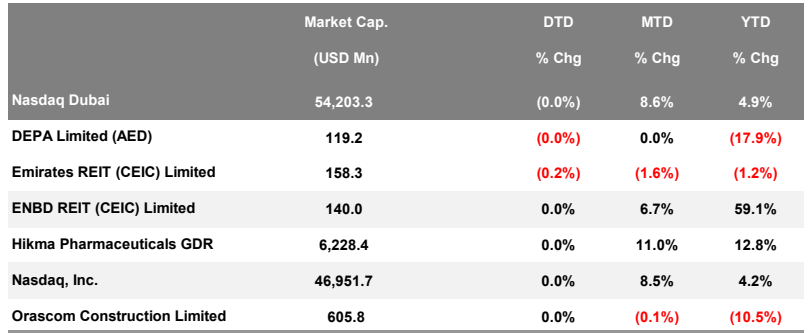 Market Cap. DTD MTD YTD
(USD Mn) % Chg % Chg % Chg
Nasdaq Dubai 54,203.3 (0.0%) 8.6% 4.9%
DEPA Limited (AED) 119.2 (0.0%) 0.0% (17.9%)
Emirates REIT (CEIC) Limited 158.3 (0.2%) (1.6%) (1.2%)
ENBD REIT (CEIC) Limited 140.0 0.0% 6.7% 59.1%
Hikma Pharmaceuticals GDR 6,228.4 0.0% 11.0% 12.8%
Nasdaq, Inc. 46,951.7 0.0% 8.5% 4.2%
Orascom Construction Limited 605.8 0.0% (0.1%) (10.5%)